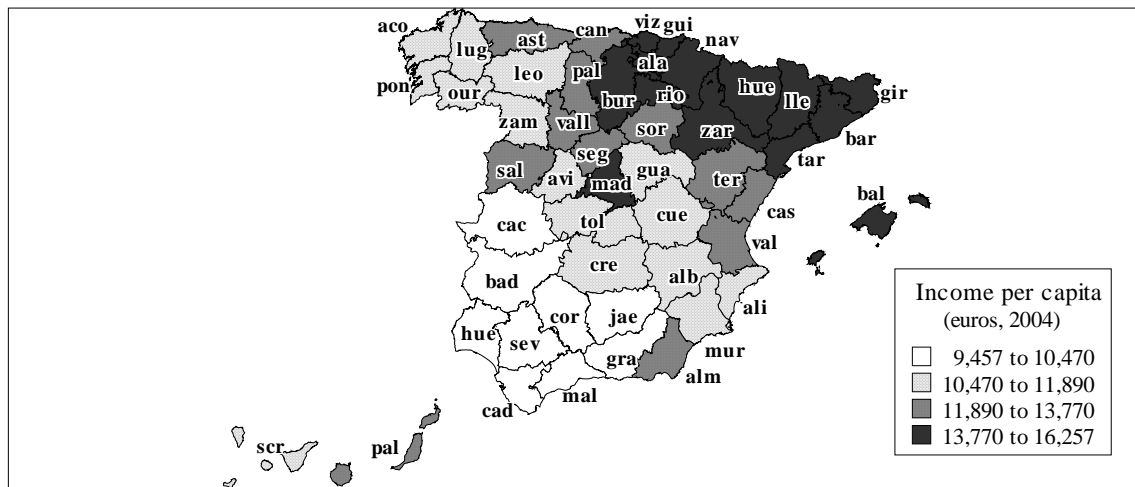 aco
lug
ast
can
viz
gui
nav
ala
leo
pal
pon
our
bur
rio
hue
lle
gir
zam
vall
sor
zar
bar
seg
sal
avi
mad
gua
ter
tar
bal
cac
tol
cue
cas
val
bad
cre
alb
ali
hue
sev
cor
jae
gra
mur
alm
cad
mal
scr
pal
Income per capita
(euros, 2004)
9,457 to 10,470
10,470 to 11,890
11,890 to 13,770
13,770 to 16,257